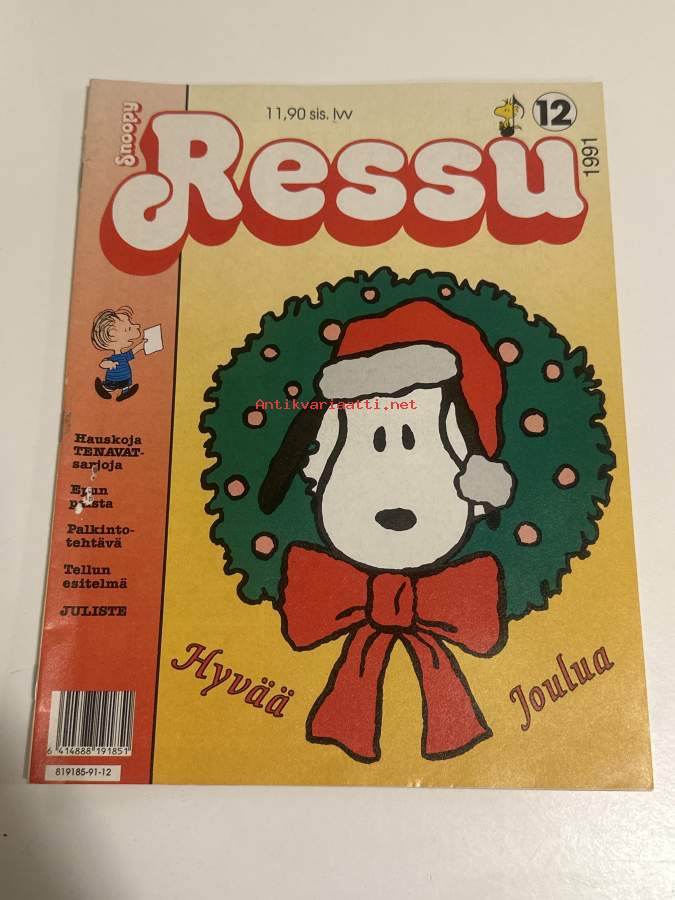 Snoopy
11,90 sis. lvv
12
Ressu
1991
Antikvariaatti.net
Hauskoja
TENAVAT-
sarjoja
Epun
Palkinto-
tehtävä
Tellun
esitelmä
JULISTE
Hyvää Joulua
6 414888 191851
819185-91-12